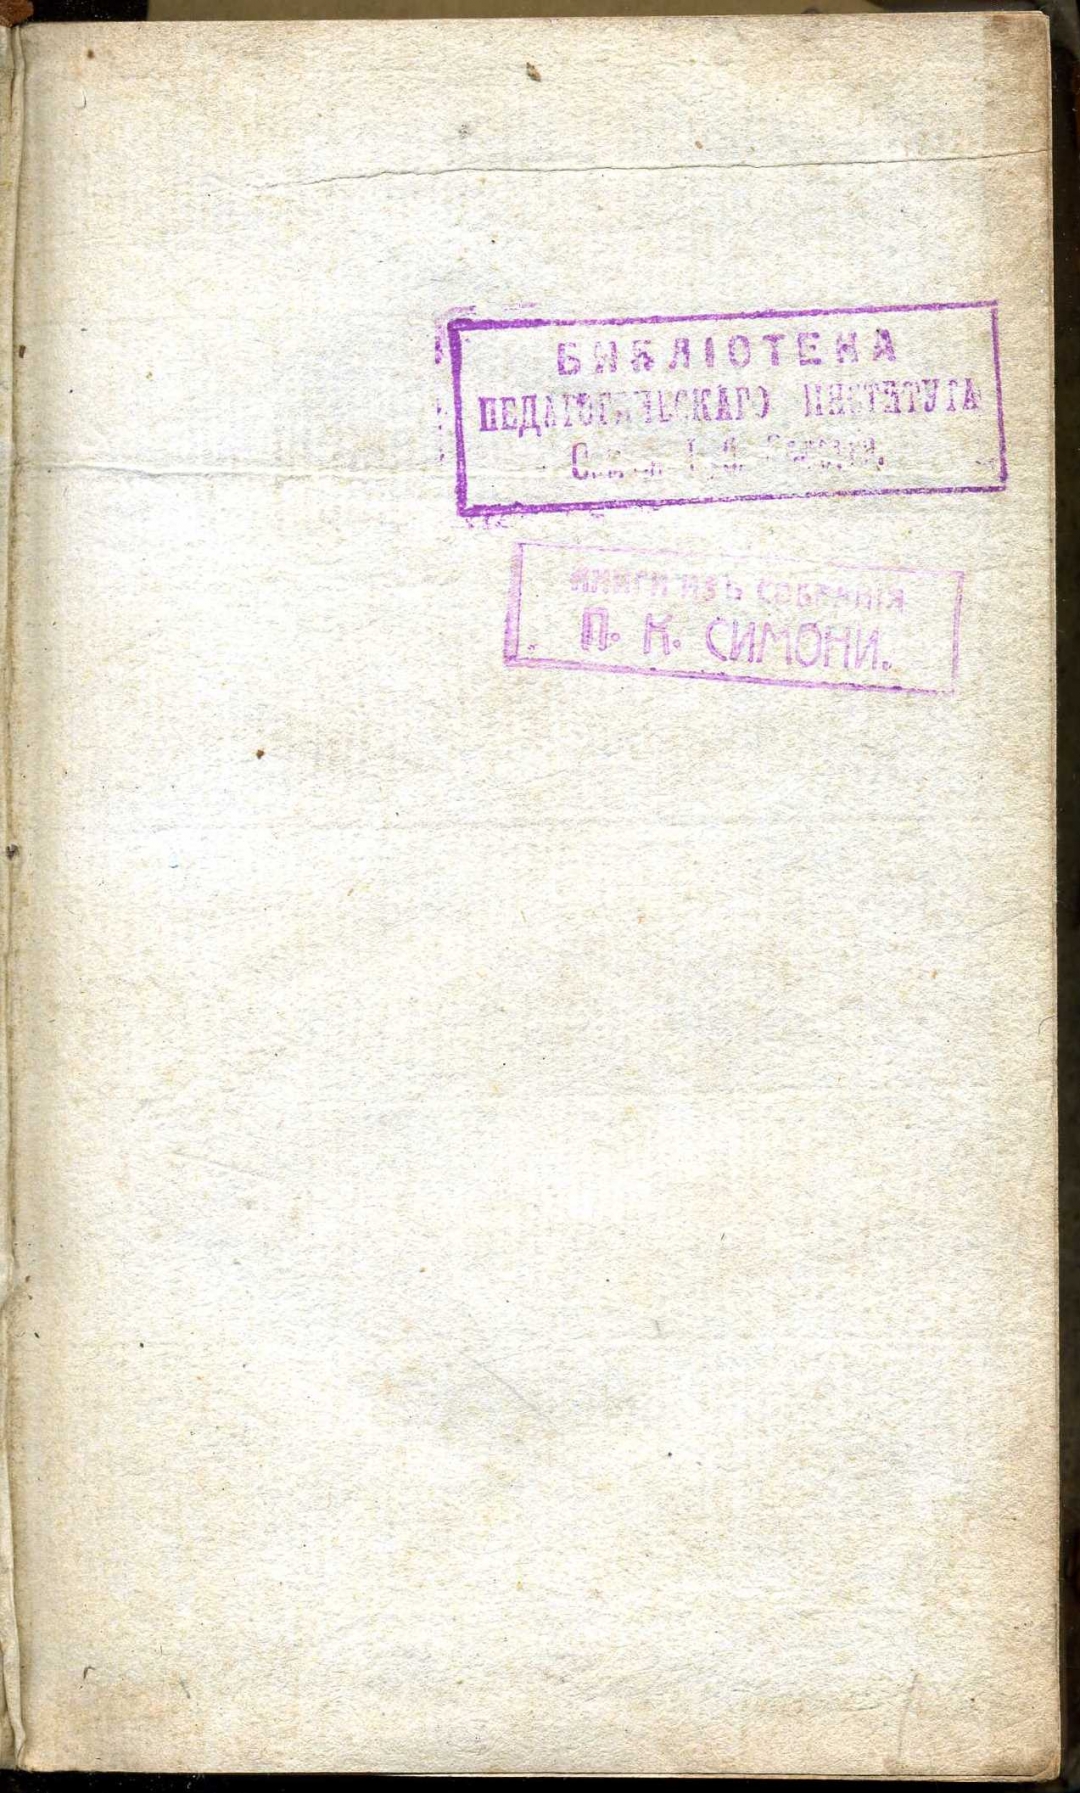 БИБЛІОТЕКА
ПЕДАГОГИЧЕСКАГО ИНСТИТУТА
КНИГИ ИЗЪ СОБРАНІЯ
П. К. СИМОНИ.